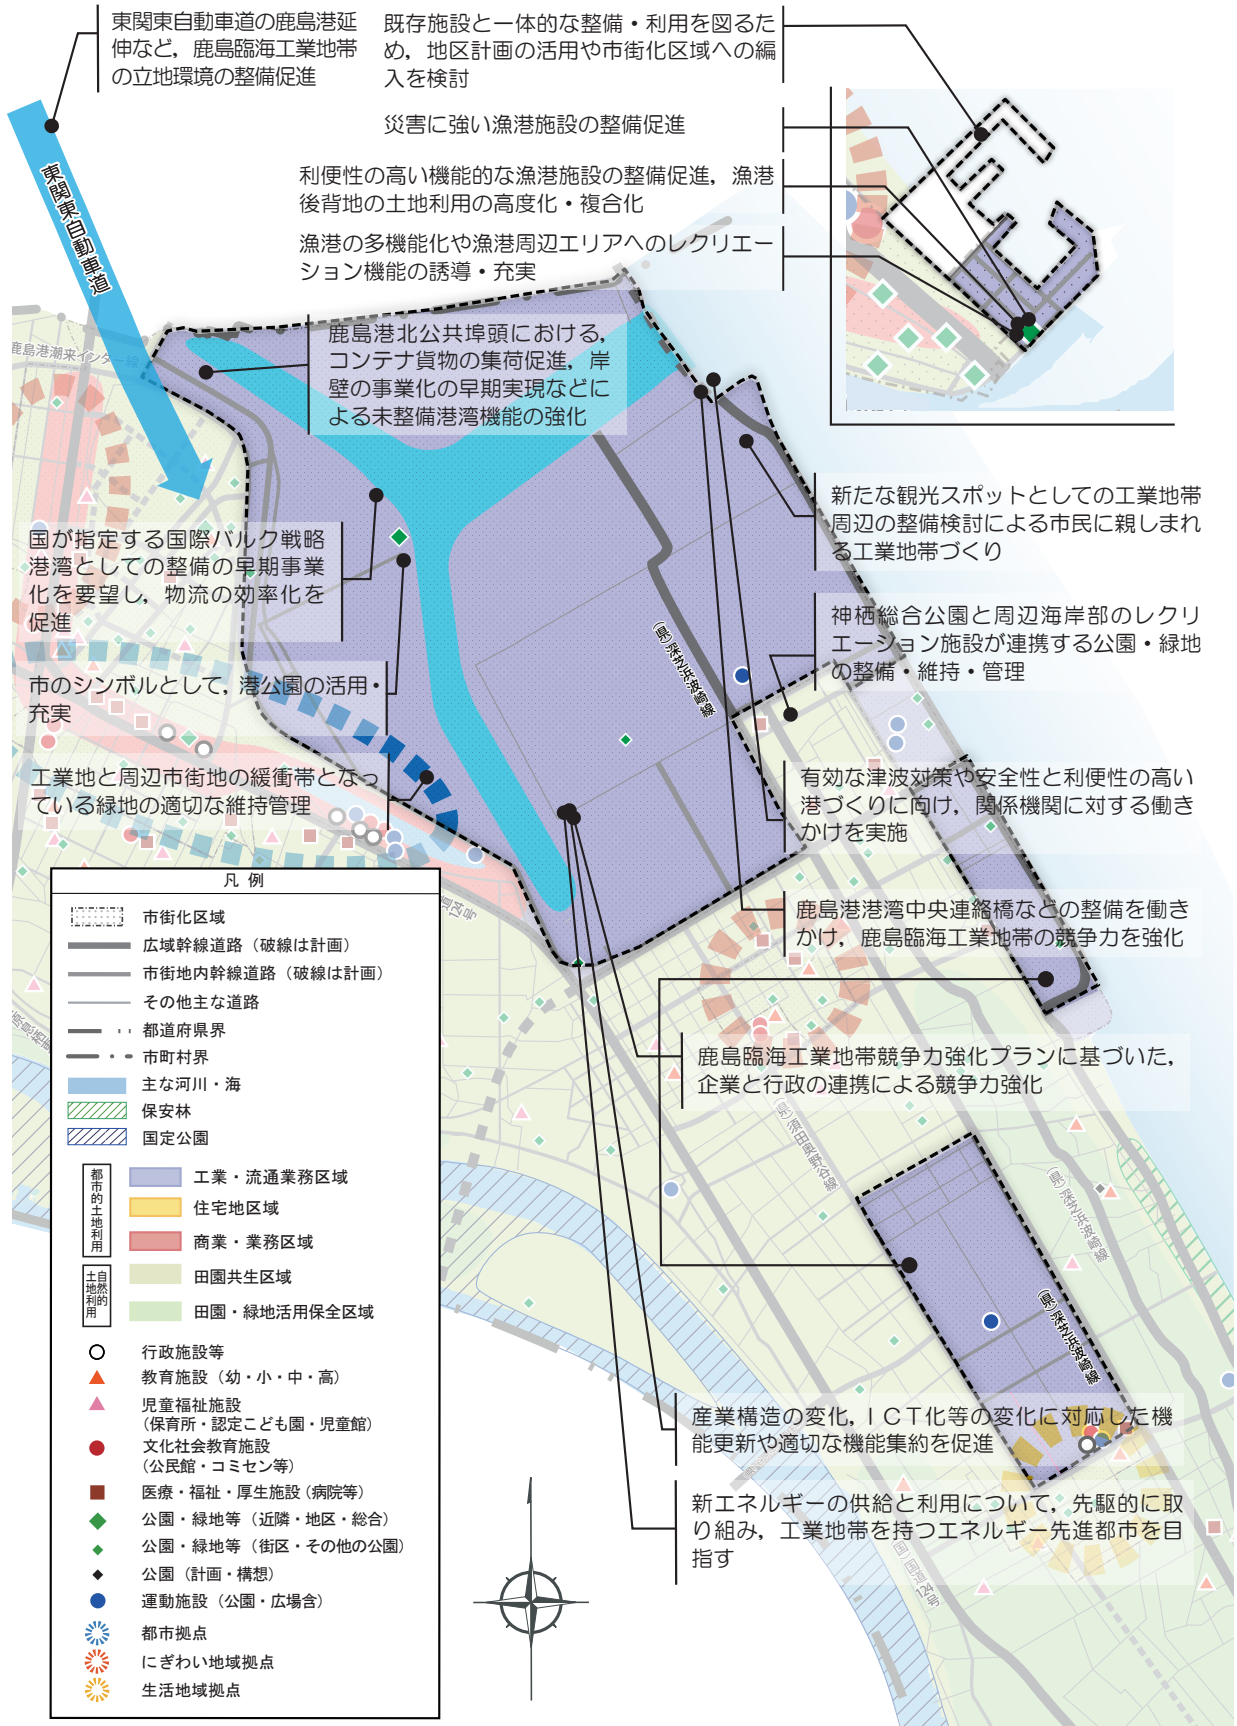 東関東自動車道の鹿島港延
伸など，鹿島臨海工業地帯
の立地環境の整備促進
既存施設と一体的な整備・利用を図るた
め，地区計画の活用や市街化区域への編
入を検討
災害に強い漁港施設の整備促進
利便性の高い機能的な漁港施設の整備促進，漁港
後背地の土地利用の高度化・複合化
漁港の多機能化や漁港周辺エリアへのレクリエー
ション機能の誘導・充実
東関東自動車道
鹿島港潮来インター線
鹿島港北公共埠頭における，
コンテナ貨物の集荷促進，岸
壁の事業化の早期実現などに
よる未整備港湾機能の強化
新たな観光スポットとしての工業地帯
周辺の整備検討による市民に親しまれ
る工業地帯づくり
国が指定する国際バルク戦略
港湾としての整備の早期事業
化を要望し，物流の効率化を
促進
神栖総合公園と周辺海岸部のレクリ
エーション施設が連携する公園・緑地
の整備・維持・管理
(県)深芝浜波崎線
市のシンボルとして，港公園の活用・
充実
工業地と周辺市街地の緩衝帯となっ
ている緑地の適切な維持管理
有効な津波対策や安全性と利便性の高い
港づくりに向け，関係機関に対する働き
かけを実施
鹿島港港湾中央連絡橋などの整備を働き
かけ，鹿島臨海工業地帯の競争力を強化
道124号
鹿島臨海工業地帯競争力強化プランに基づいた，
企業と行政の連携による競争力強化
(県)須田奥野谷線
(県)深芝浜波崎線
(県)深芝浜波崎線
産業構造の変化，ＩＣＴ化等の変化に対応した機
能更新や適切な機能集約を促進
新エネルギーの供給と利用について，先駆的に取
り組み，工業地帯を持つエネルギー先進都市を目
指す
(国)国道124号
凡 例
市街化区域
広域幹線道路（破線は計画）
市街地内幹線道路（破線は計画）
その他主な道路
都道府県界
市町村界
主な河川・海
保安林
国定公園
都市的土地利用
工業・流通業務区域
住宅地区域
商業・業務区域
自然的土地利用
田園共生区域
田園・緑地活用保全区域
行政施設等
教育施設（幼・小・中・高）
児童福祉施設
（保育所・認定こども園・児童館）
文化社会教育施設
（公民館・コミセン等）
医療・福祉・厚生施設（病院等）
公園・緑地等（近隣・地区・総合）
公園・緑地等（街区・その他の公園）
公園（計画・構想）
運動施設（公園・広場含）
都市拠点
にぎわい地域拠点
生活地域拠点